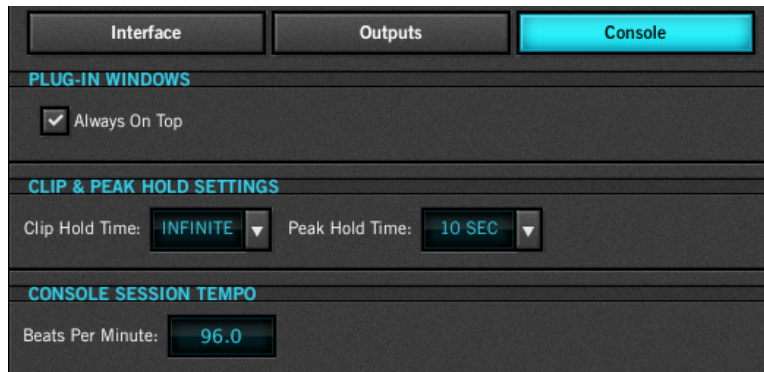 Interface Outputs Console
PLUG-IN WINDOWS
Always On Top
CLIP & PEAK HOLD SETTINGS
Clip Hold Time: INFINITE Peak Hold Time: 10 SEC
CONSOLE SESSION TEMPO
Beats Per Minute: 96.0